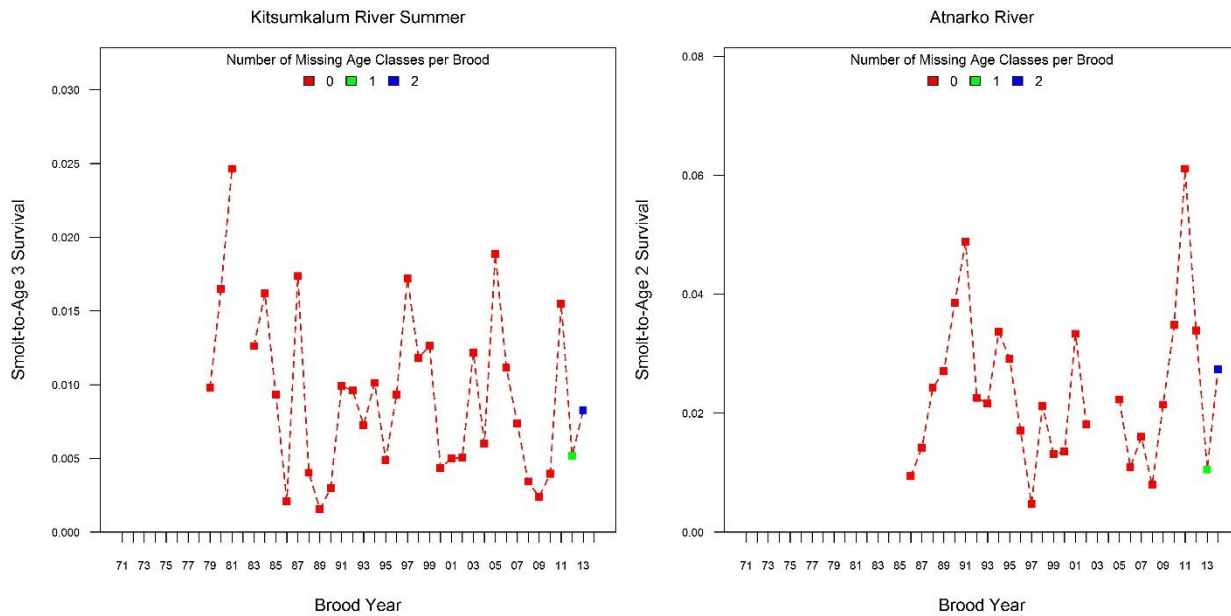 Kitsumkalum River Summer
Number of Missing Age Classes per Brood
0 1 2
0.030
0.025
0.020
0.015
0.010
0.005
0.000
Smolt-to-Age 3 Survival
71 73 75 77 79 81 83 85 87 89 91 93 95 97 99 01 03 05 07 09 11 13
Brood Year
Atnarko River
Number of Missing Age Classes per Brood
0 1 2
0.08
0.06
0.04
0.02
0.00
Smolt-to-Age 2 Survival
71 73 75 77 79 81 83 85 87 89 91 93 95 97 99 01 03 05 07 09 11 13
Brood Year